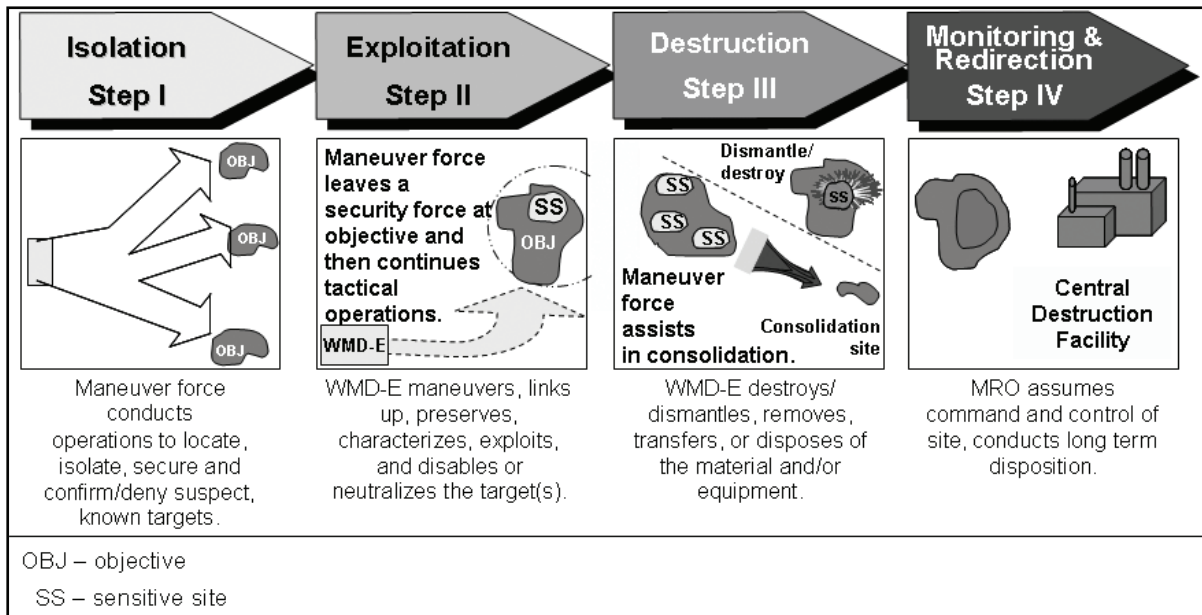 Isolation
Step I
Exploitation
Step II
Destruction
Step III
Monitoring &
Redirection
Step IV
OBJ
OBJ
OBJ
Maneuver force
leaves a
security force at
objective and
then continues
tactical
operations.
SS
OBJ
WMD-E
Dismantle/
destroy
SS
SS
SS
SS
Maneuver
force
assists
in consolidation.
Consolidation
site
Central
Destruction
Facility
Maneuver force
conducts
operations to locate,
isolate, secure and
confirm/deny suspect,
known targets.
WMD-E maneuvers, links
up, preserves,
characterizes, exploits,
and disables or
neutralizes the target(s).
WMD-E destroys/
dismantles, removes,
transfers, or disposes of
the material and/or
equipment.
MRO assumes
command and control of
site, conducts long term
disposition.
OBJ – objective
SS – sensitive site